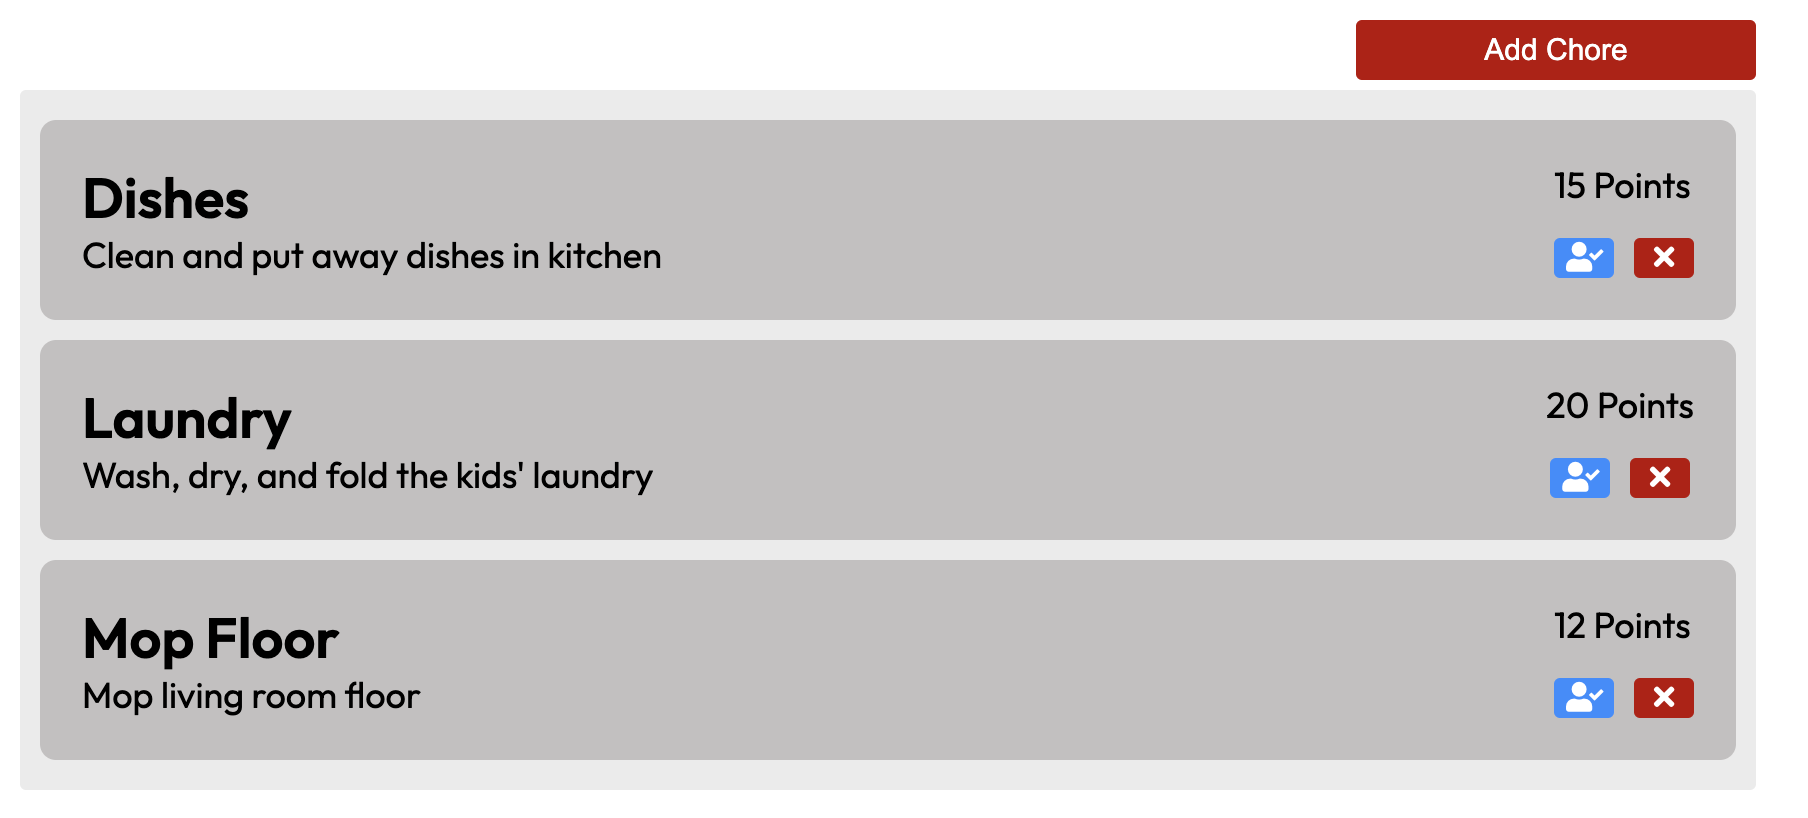 Add Chore
Dishes
15 Points
Clean and put away dishes in kitchen
Laundry
20 Points
Wash, dry, and fold the kids' laundry
Mop Floor
12 Points
Mop living room floor